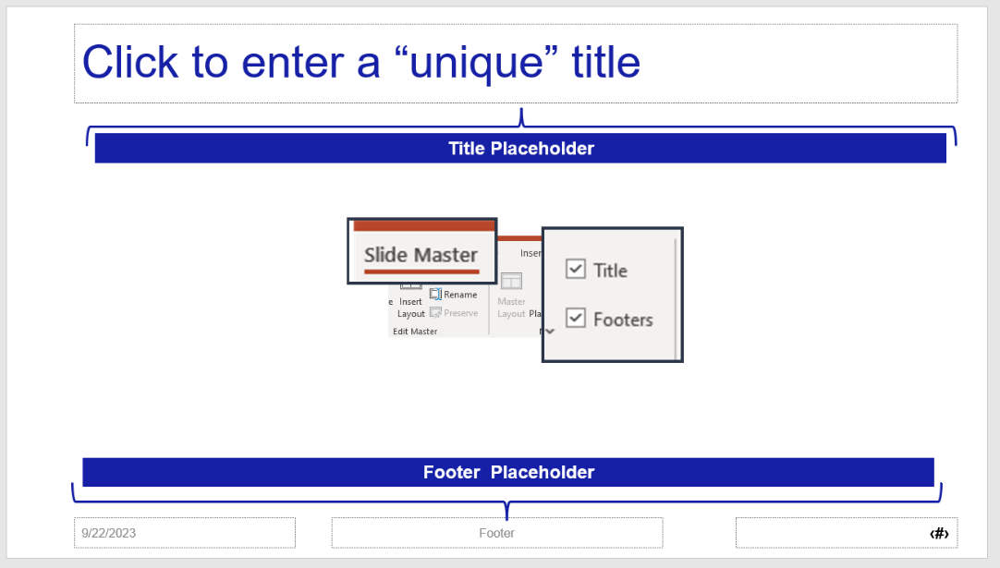 Click to enter a “unique” title
Title Placeholder
Slide Master
Inser
Title
Insert
Layout
Rename
Preserve
Master
Layout
Pla
Footers
Edit Master
Footer  Placeholder
9/22/2023
Footer
‹#›